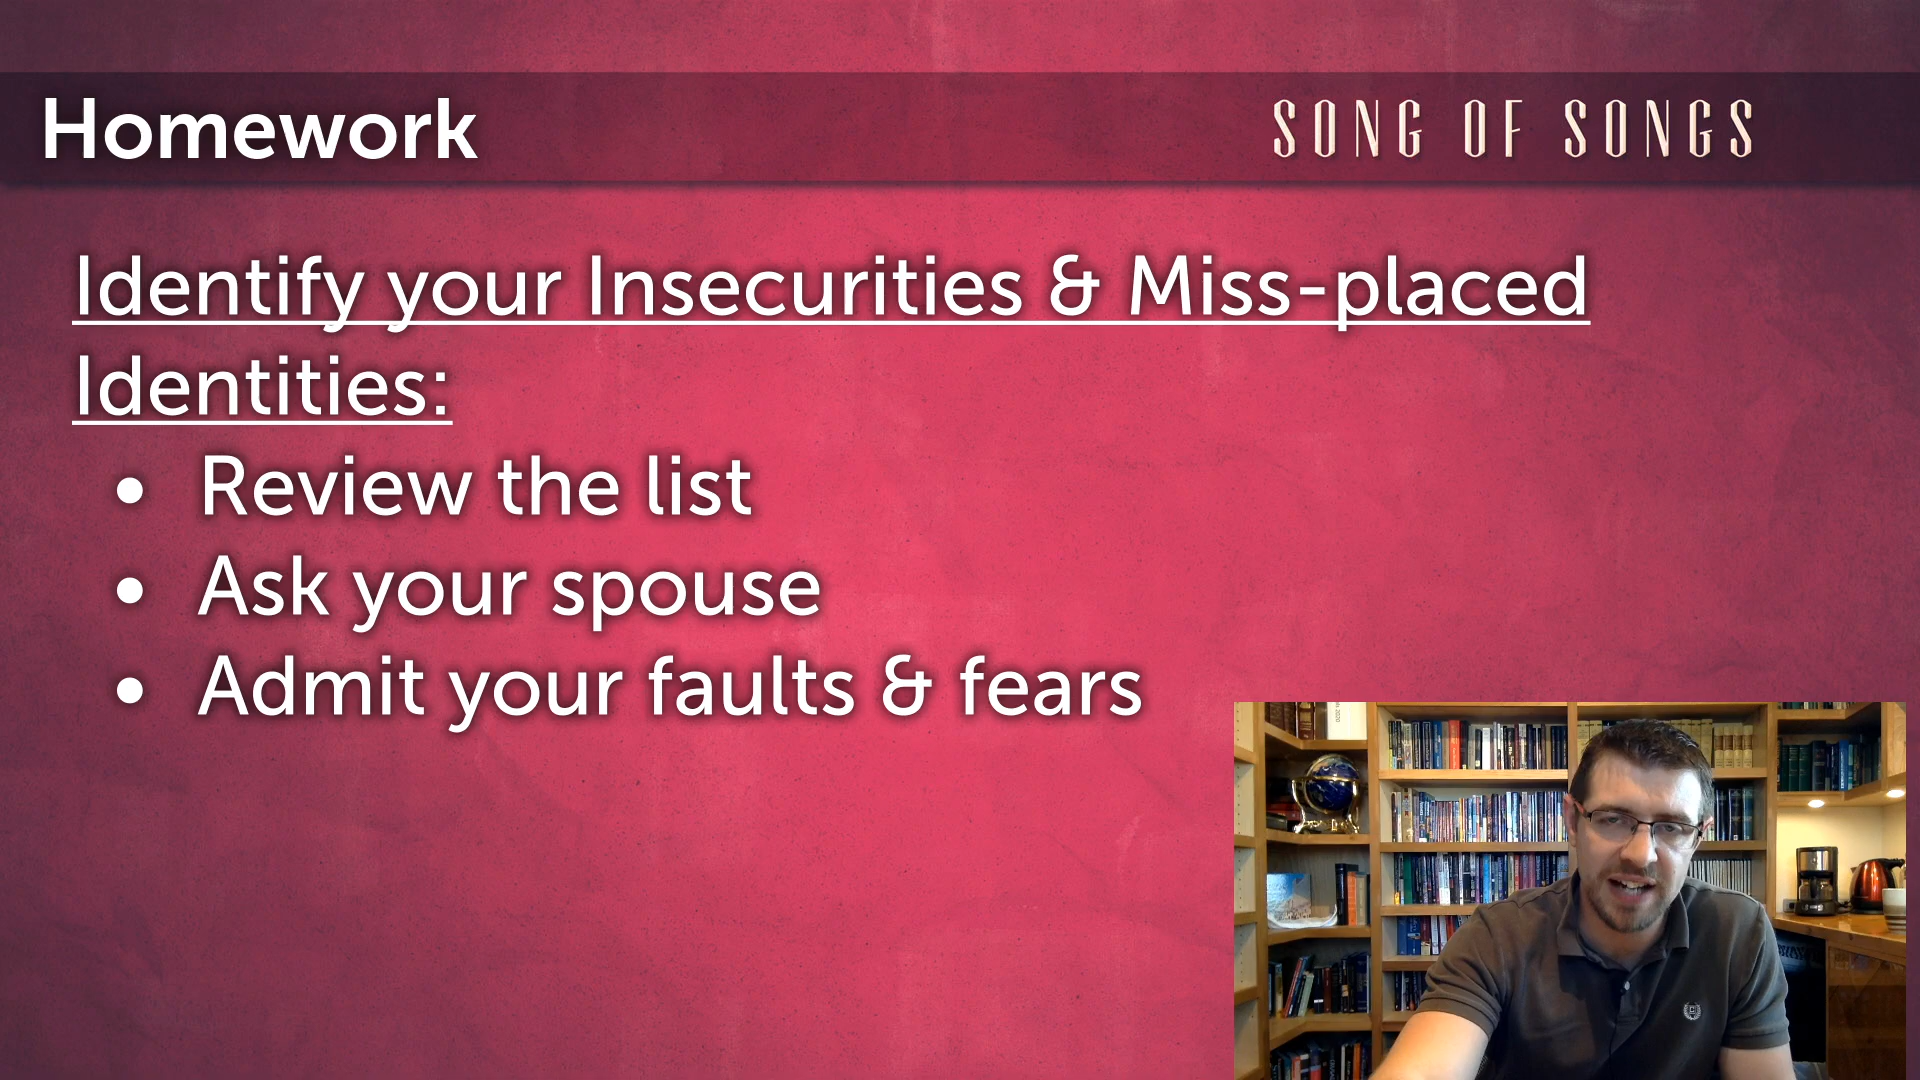 Homework
SONG OF SONGS
Identify your Insecurities & Miss-placed
Identities:
• Review the list
• Ask your spouse
• Admit your faults & fears